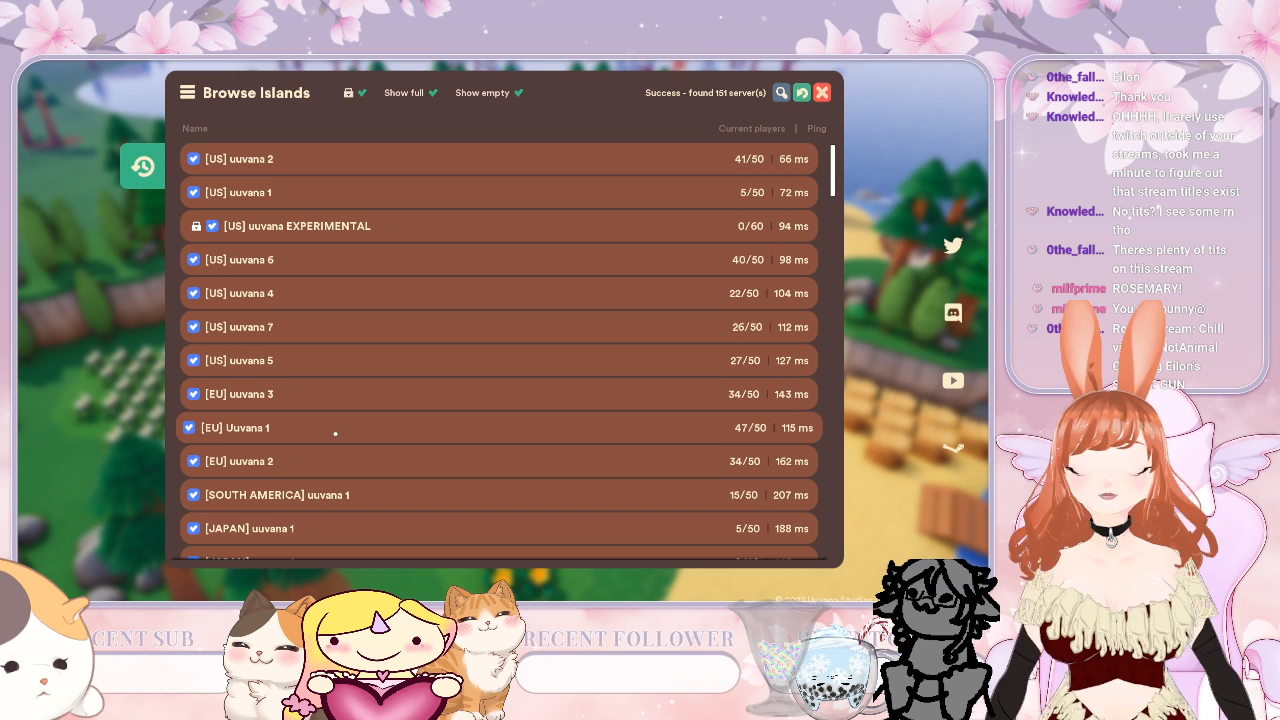 Browse Islands
Show full
Show empty
Success - found 151 server(s)
Name
Current players | Ping
[US] uuvana 2 41/50 66 ms
[US] uuvana 1 5/50 72 ms
[US] uuvana EXPERIMENTAL 0/60 94 ms
[US] uuvana 6 40/50 98 ms
[US] uuvana 4 22/50 104 ms
[US] uuvana 7 26/50 112 ms
[US] uuvana 5 27/50 127 ms
[EU] uuvana 3 34/50 143 ms
[EU] Uuvana 1 47/50 115 ms
[EU] uuvana 2 34/50 162 ms
[SOUTH AMERICA] uuvana 1 15/50 207 ms
[JAPAN] uuvana 1 5/50 188 ms
0the_fall... Eilon
Knowled... Thank you
Knowled... OHHHH, I rarely use
twitch outside of your
streams, took me a
minute to figure out
that stream title's exist
Knowled... No tits? I see some rn
tho
0the_fall... There's plenty of tits
on this stream
milfprime ROSEMARY!
GUN
CENT SUB
RECENT FOLLOWER